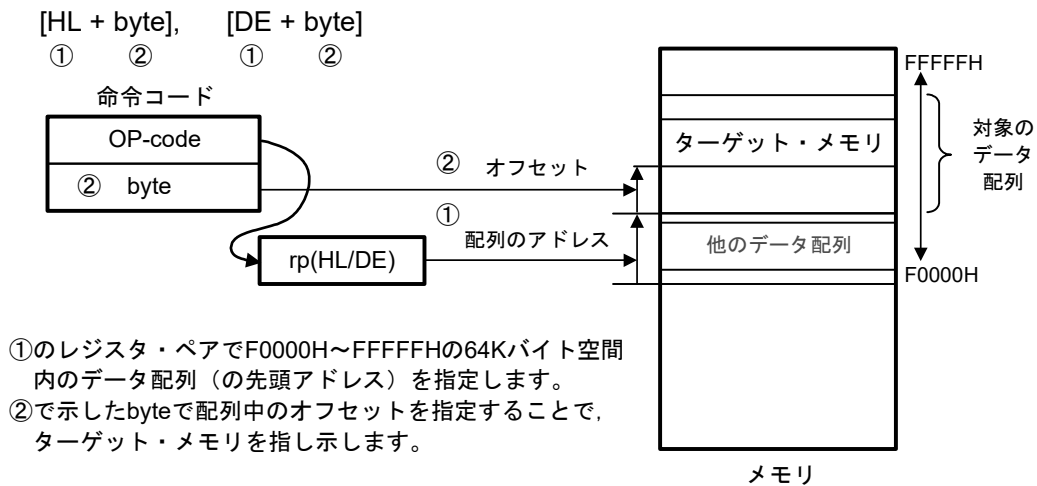 [HL + byte], [DE + byte]
① ② ① ②
命令コード
OP-code
② byte
rp(HL/DE)
② オフセット
①
配列のアドレス
FFFFFH
ターゲット・メモリ
対象の
データ
配列
他のデータ配列
F0000H
メモリ
①のレジスタ・ペアでF0000H～FFFFFHの64Kバイト空間
内のデータ配列（の先頭アドレス）を指定します。
②で示したbyteで配列中のオフセットを指定することで,
ターゲット・メモリを指し示します。